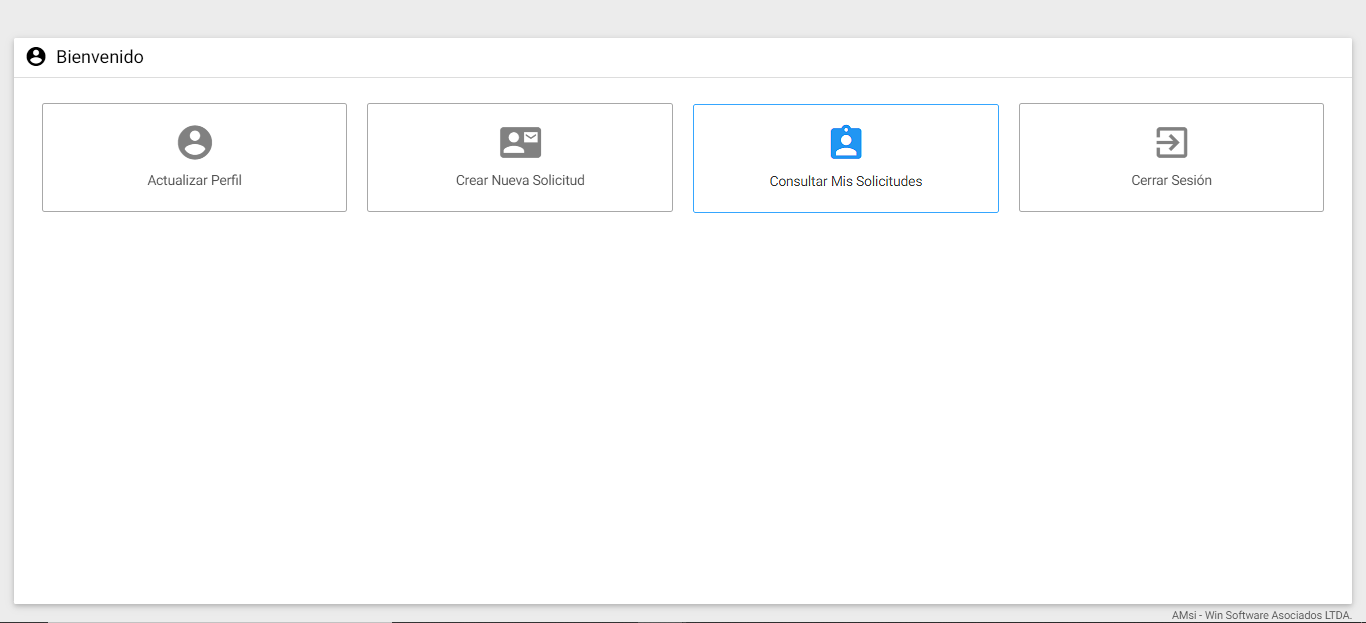 Bienvenido
Actualizar Perfil
Crear Nueva Solicitud
Consultar Mis Solicitudes
Cerrar Sesión
AMsi - Win Software Asociados LTDA.